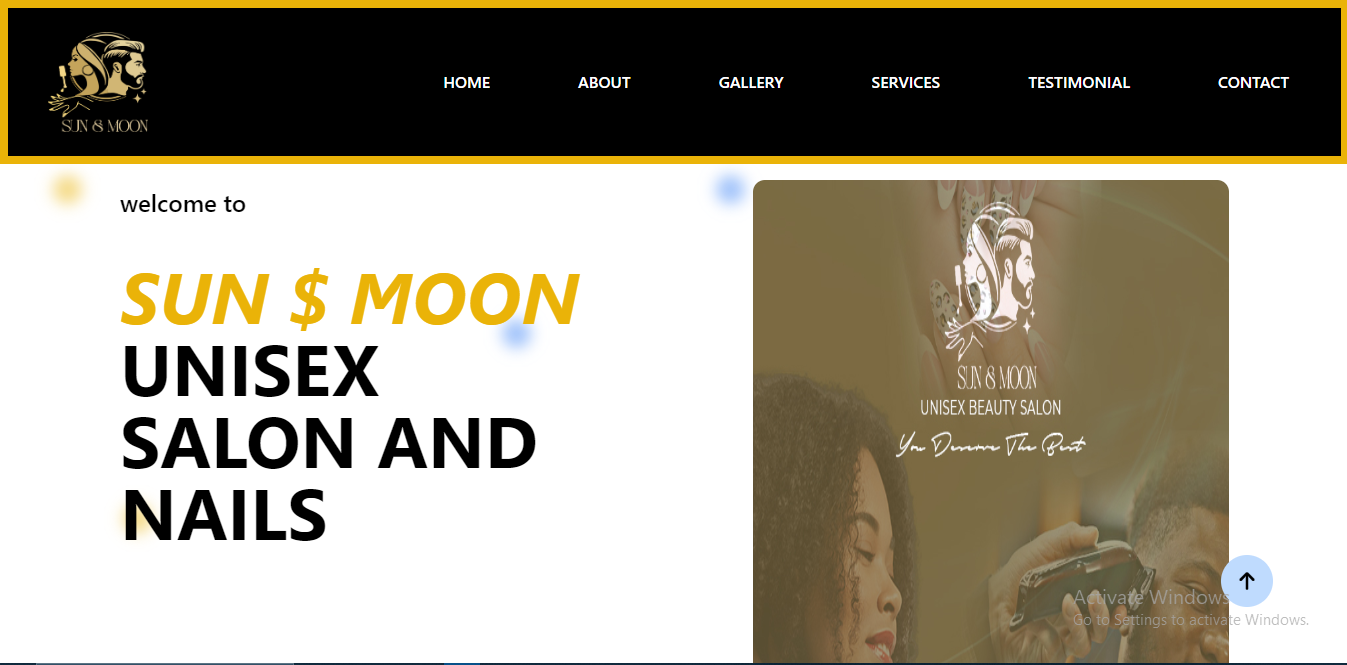 SUN & MOON
HOME ABOUT GALLERY SERVICES TESTIMONIAL CONTACT
welcome to
SUN $ MOON
UNISEX
SALON AND
NAILS
SUN & MOON
UNISEX BEAUTY SALON
You Deserve The Best
Activate Windows
Go to Settings to activate Windows.